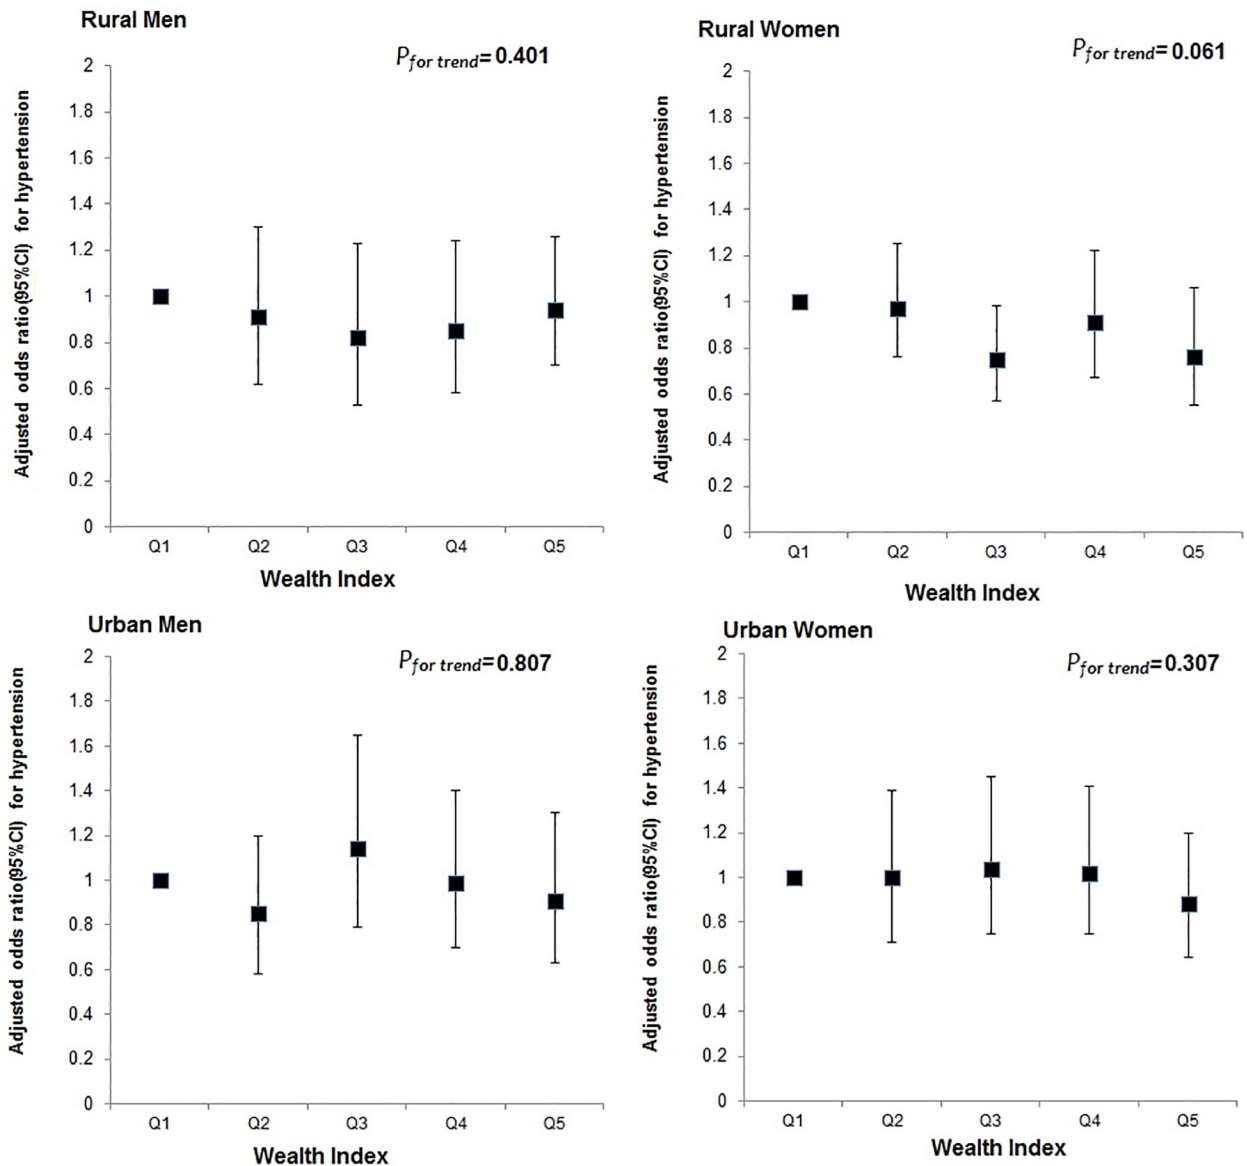 Rural Men
P for trend=0.401
Adjusted odds ratio(95%CI) for hypertension
2
1.8
1.6
1.4
1.2
1
0.8
0.6
0.4
0.2
0
Q1 Q2 Q3 Q4 Q5
Wealth Index
Rural Women
P for trend=0.061
Adjusted odds ratio(95%CI) for hypertension
2
1.8
1.6
1.4
1.2
1
0.8
0.6
0.4
0.2
0
Q1 Q2 Q3 Q4 Q5
Wealth Index
Urban Men
P for trend=0.807
Adjusted odds ratio(95%CI) for hypertension
2
1.8
1.6
1.4
1.2
1
0.8
0.6
0.4
0.2
0
Q1 Q2 Q3 Q4 Q5
Wealth Index
Urban Women
P for trend=0.307
Adjusted odds ratio(95%CI) for hypertension
2
1.8
1.6
1.4
1.2
1
0.8
0.6
0.4
0.2
0
Q1 Q2 Q3 Q4 Q5
Wealth Index